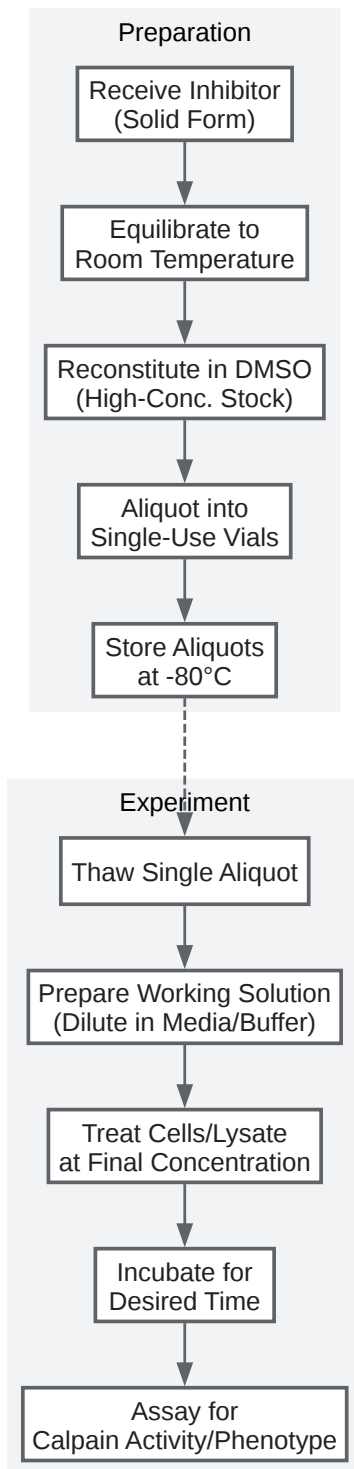 Preparation
Receive Inhibitor
(Solid Form)
Equilibrate to
Room Temperature
Reconstitute in DMSO
(High-Conc. Stock)
Aliquot into
Single-Use Vials
Store Aliquots
at -80°C
Experiment
Thaw Single Aliquot
Prepare Working Solution
(Dilute in Media/Buffer)
Treat Cells/Lysate
at Final Concentration
Incubate for
Desired Time
Assay for
Calpain Activity/Phenotype